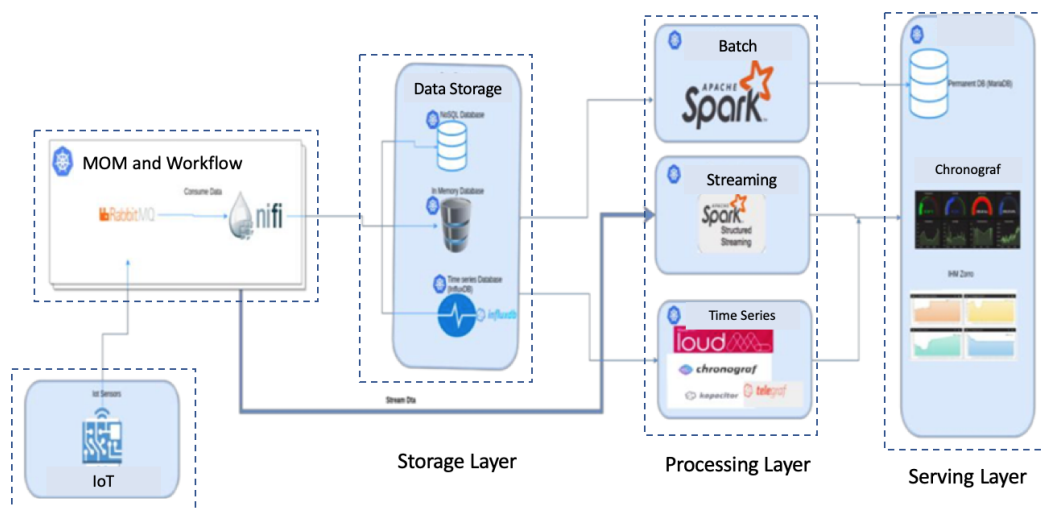 MOM and Workflow
Consume Data
RabbitMQ
nifi
Iot Sensors
IoT
Data Storage
NoSQL Database
In Memory Database
Time series Database
(InfluxDB)
influxdb
Stream Dta
Storage Layer
Batch
APACHE
Spark
Streaming
APACHE
Spark
Structured
Streaming
Time Series
loud
chronograf
kapacitor
telegraf
Processing Layer
Permanent DB (MariaDB)
Chronograf
IHM Zorro
Serving Layer